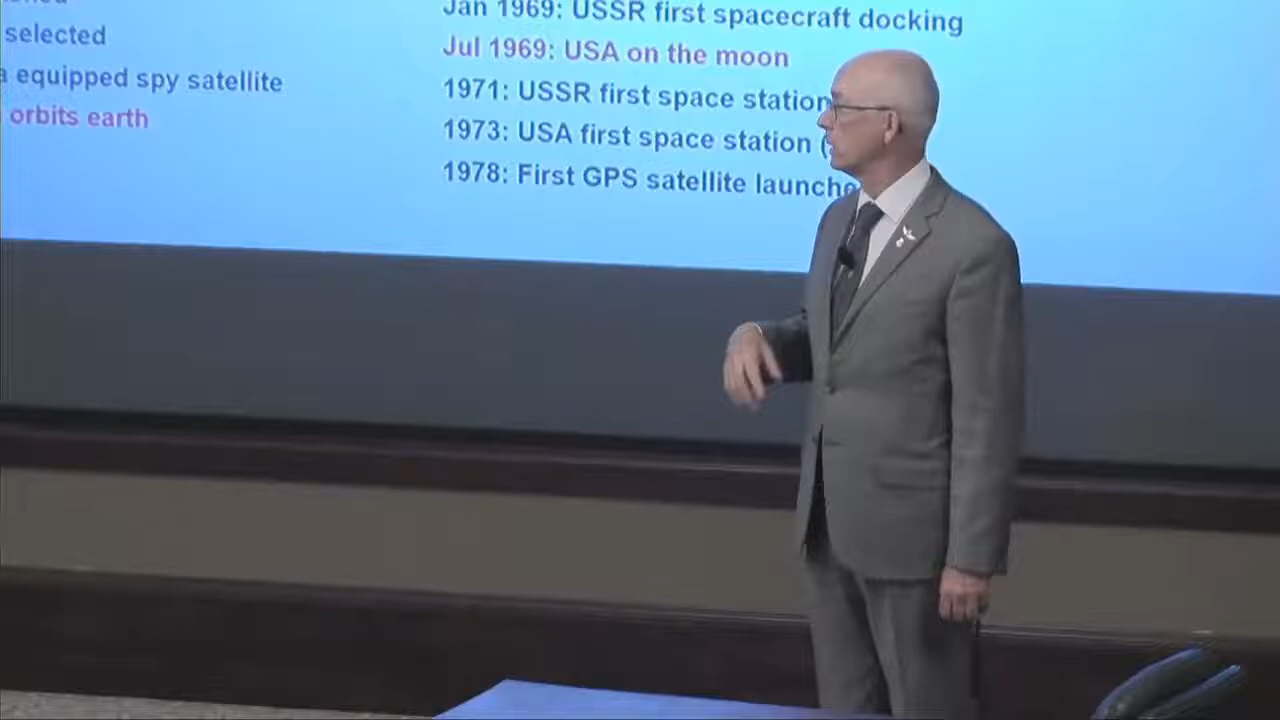 selected
equipped spy satellite
orbits earth
Jan 1969: USSR first spacecraft docking
Jul 1969: USA on the moon
1971: USSR first space station
1973: USA first space station (
1978: First GPS satellite launche